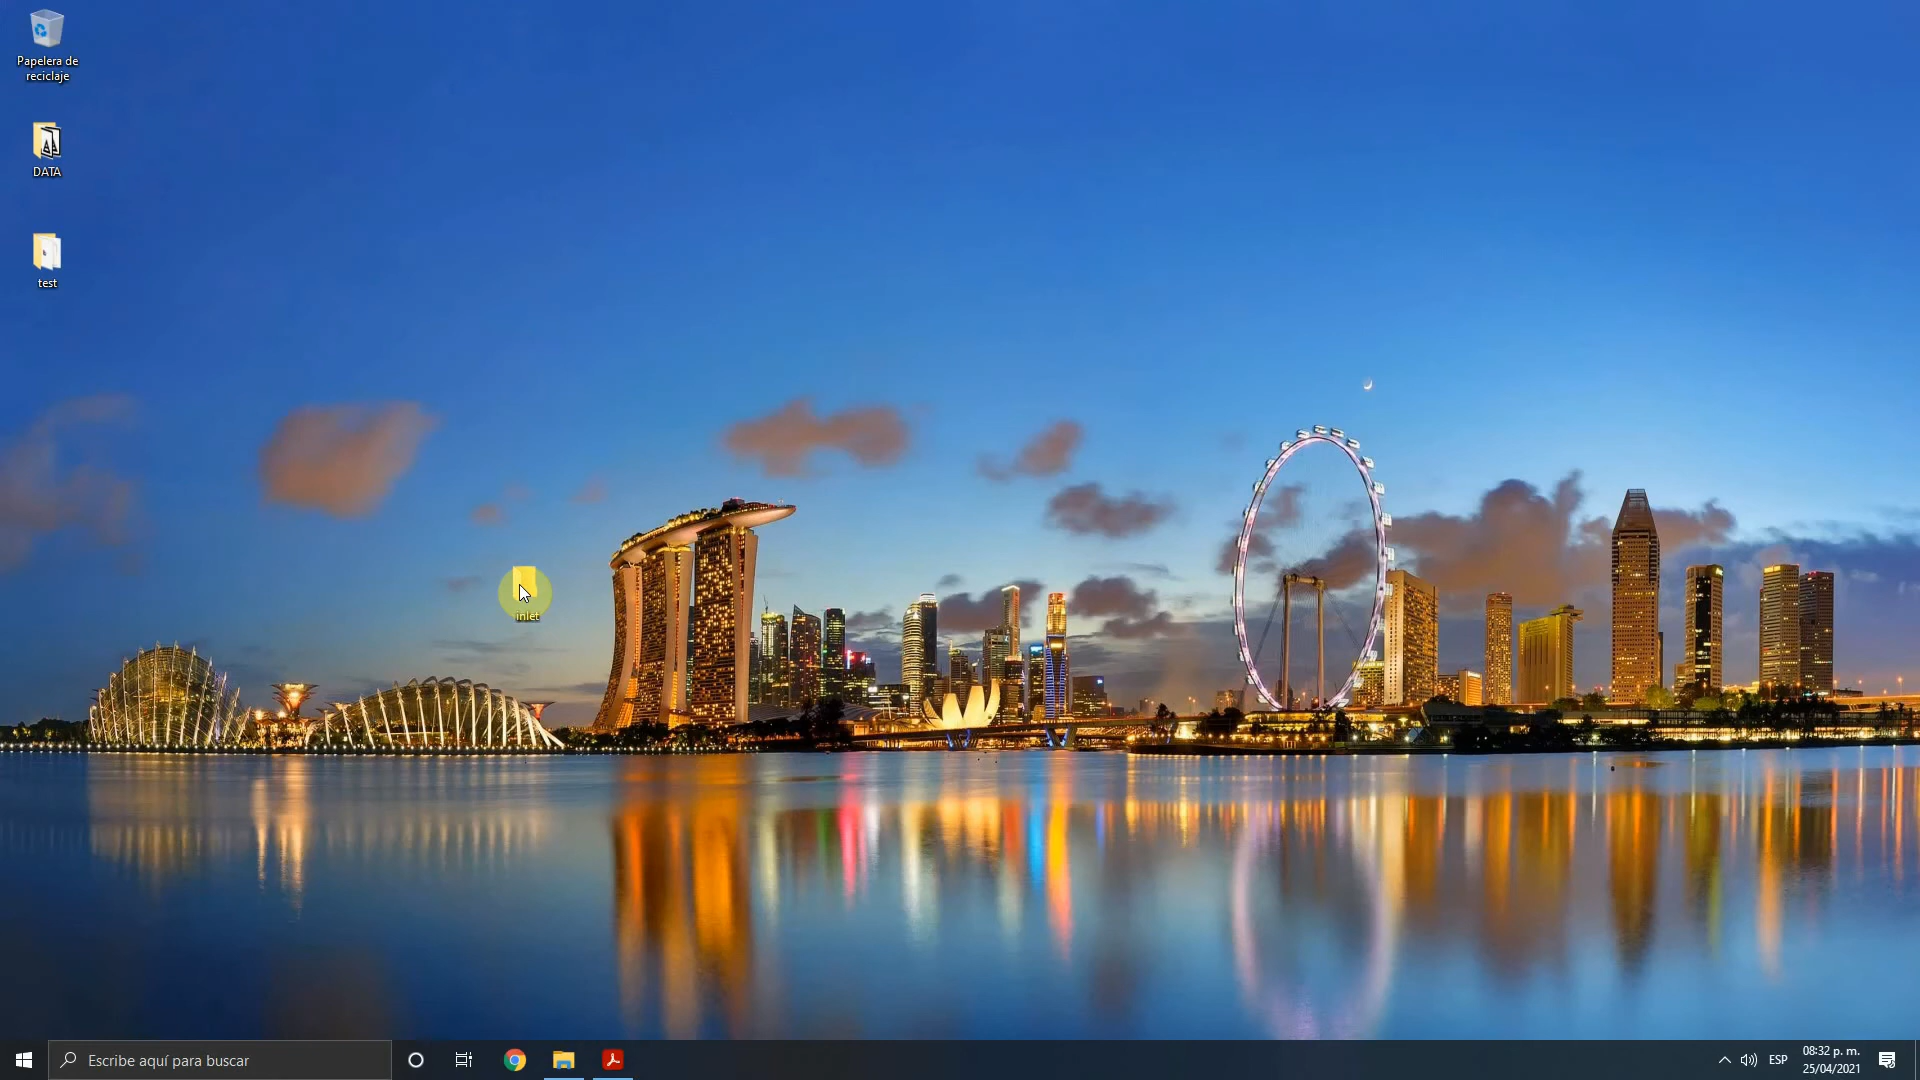 Papelera de
reciclaje
DATA
test
inlet
Escribe aquí para buscar
ESP
08:32 p. m.
25/04/2021